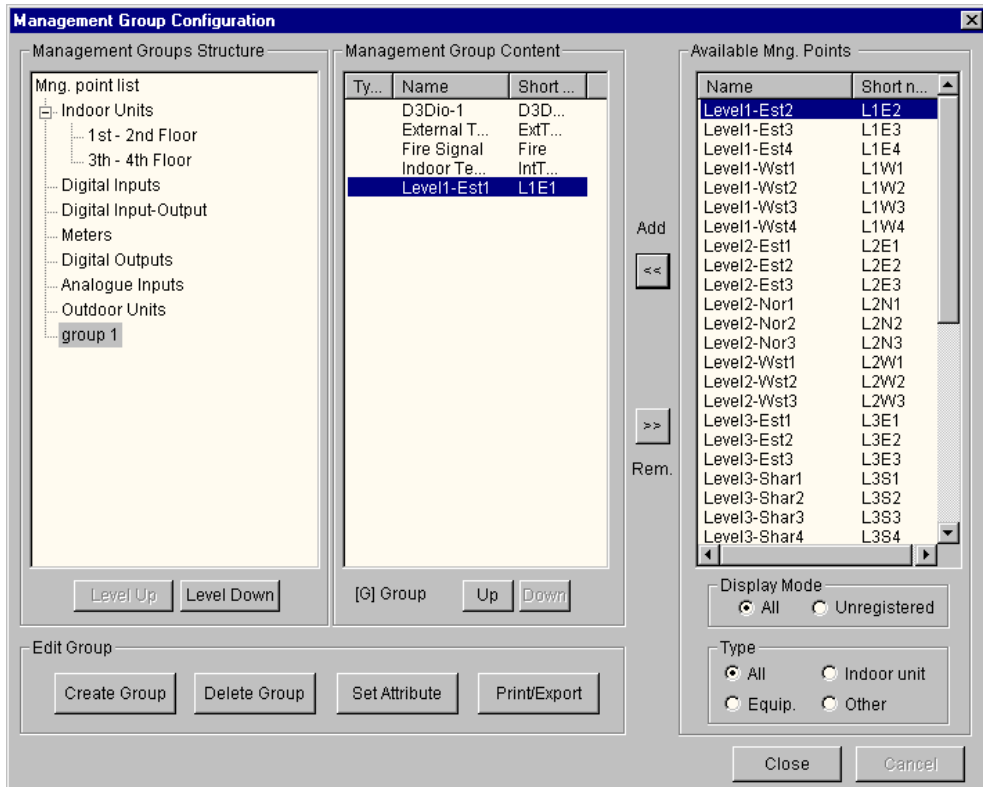 Management Group Configuration
Management Groups Structure
Mng. point list
Indoor Units
1st - 2nd Floor
3th - 4th Floor
Digital Inputs
Digital Input-Output
Meters
Digital Outputs
Analogue Inputs
Outdoor Units
group 1
Level Up Level Down
Management Group Content
Ty... Name Short ...
D3Dio-1 D3D...
External T... ExtT...
Fire Signal Fire
Indoor Te... IntT...
Level1-Est1 L1E1
[G] Group Up Down
Add
<<
>>
Rem.
Available Mng. Points
Name Short n...
Level1-Est2 L1E2
Level1-Est3 L1E3
Level1-Est4 L1E4
Level1-Wst1 L1W1
Level1-Wst2 L1W2
Level1-Wst3 L1W3
Level1-Wst4 L1W4
Level2-Est1 L2E1
Level2-Est2 L2E2
Level2-Est3 L2E3
Level2-Nor1 L2N1
Level2-Nor2 L2N2
Level2-Nor3 L2N3
Level2-Wst1 L2W1
Level2-Wst2 L2W2
Level2-Wst3 L2W3
Level3-Est1 L3E1
Level3-Est2 L3E2
Level3-Est3 L3E3
Level3-Shar1 L3S1
Level3-Shar2 L3S2
Level3-Shar3 L3S3
Level3-Shar4 L3S4
Display Mode
All Unregistered
Type
All Indoor unit
Equip. Other
Edit Group
Create Group Delete Group Set Attribute Print/Export
Close Cancel